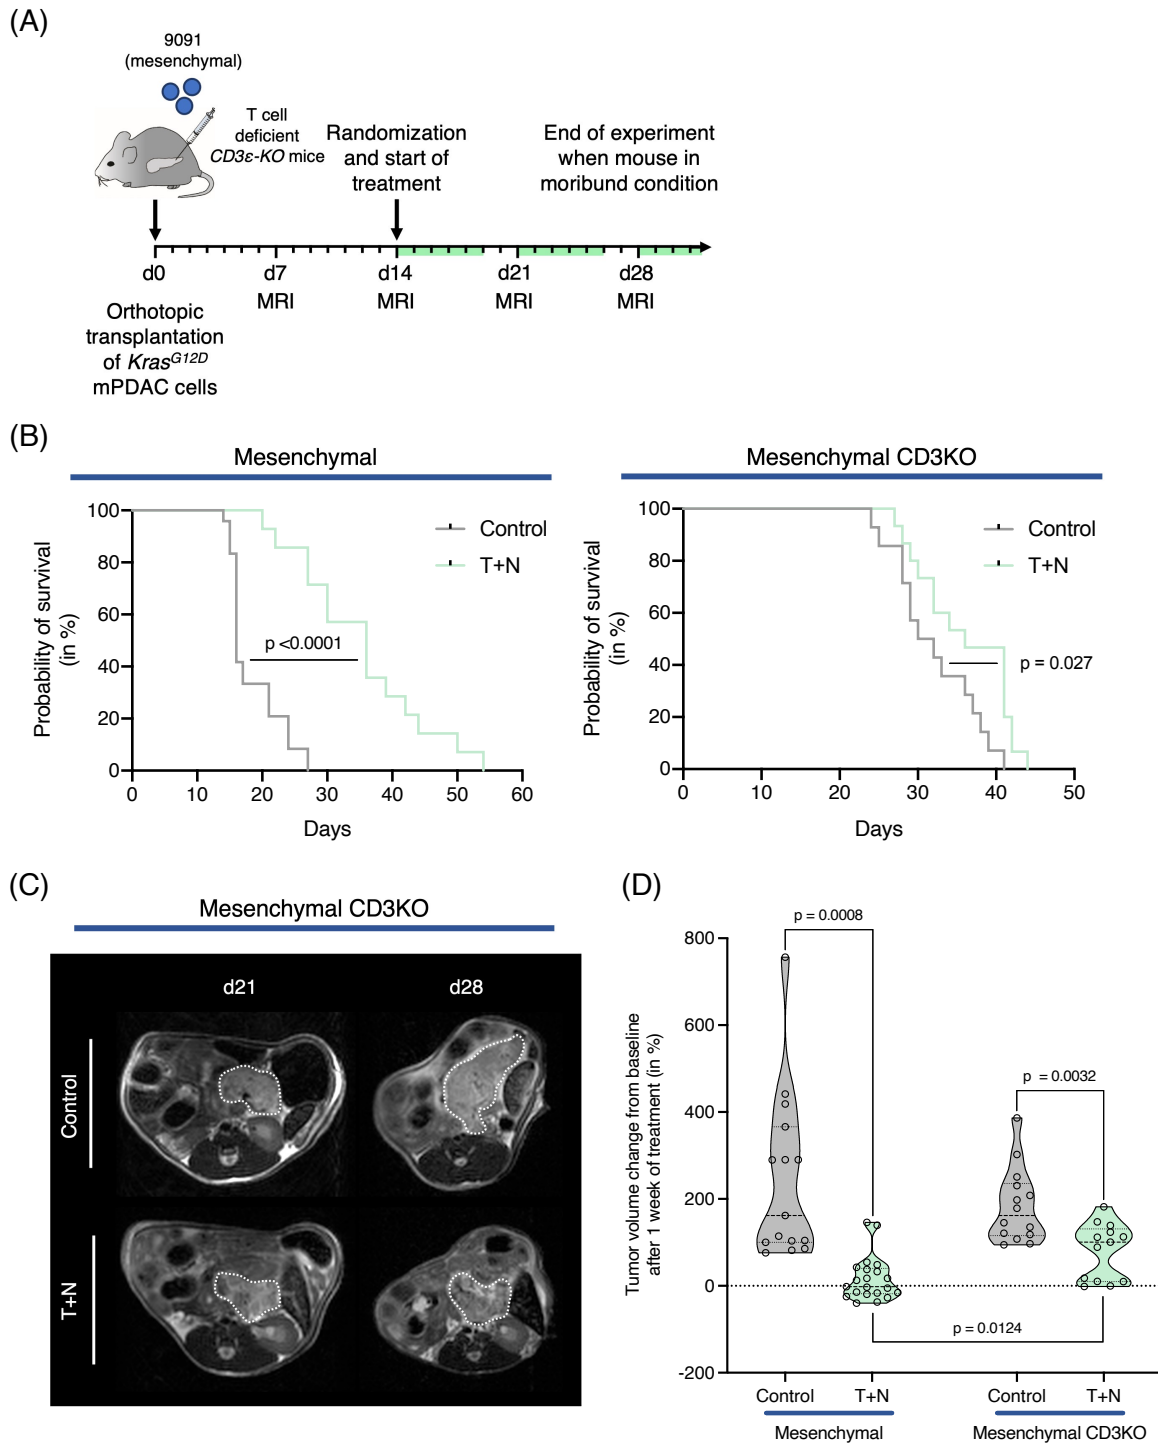 (A)
9091
(mesenchymal)
T cell
deficient
CD3ε-KO mice
Randomization
and start of
treatment
End of experiment
when mouse in
moribund condition
d0
d7
d14
d21
d28
MRI
MRI
MRI
MRI
Orthotopic
transplantation
of Kras^G12D
mPDAC cells
(B)
Mesenchymal
Probability of survival
(in %)
100
80
60
40
20
0
0
10
20
30
40
50
60
Days
Control
T+N
p <0.0001
Mesenchymal CD3KO
Probability of survival
(in %)
100
80
60
40
20
0
0
10
20
30
40
50
Days
Control
T+N
p = 0.027
(C)
Mesenchymal CD3KO
d21
d28
Control
T+N
(D)
Tumor volume change from baseline
after 1 week of treatment (in %)
800
600
400
200
0
-200
p = 0.0008
p = 0.0032
p = 0.0124
Control
T+N
Control
T+N
Mesenchymal
Mesenchymal CD3KO